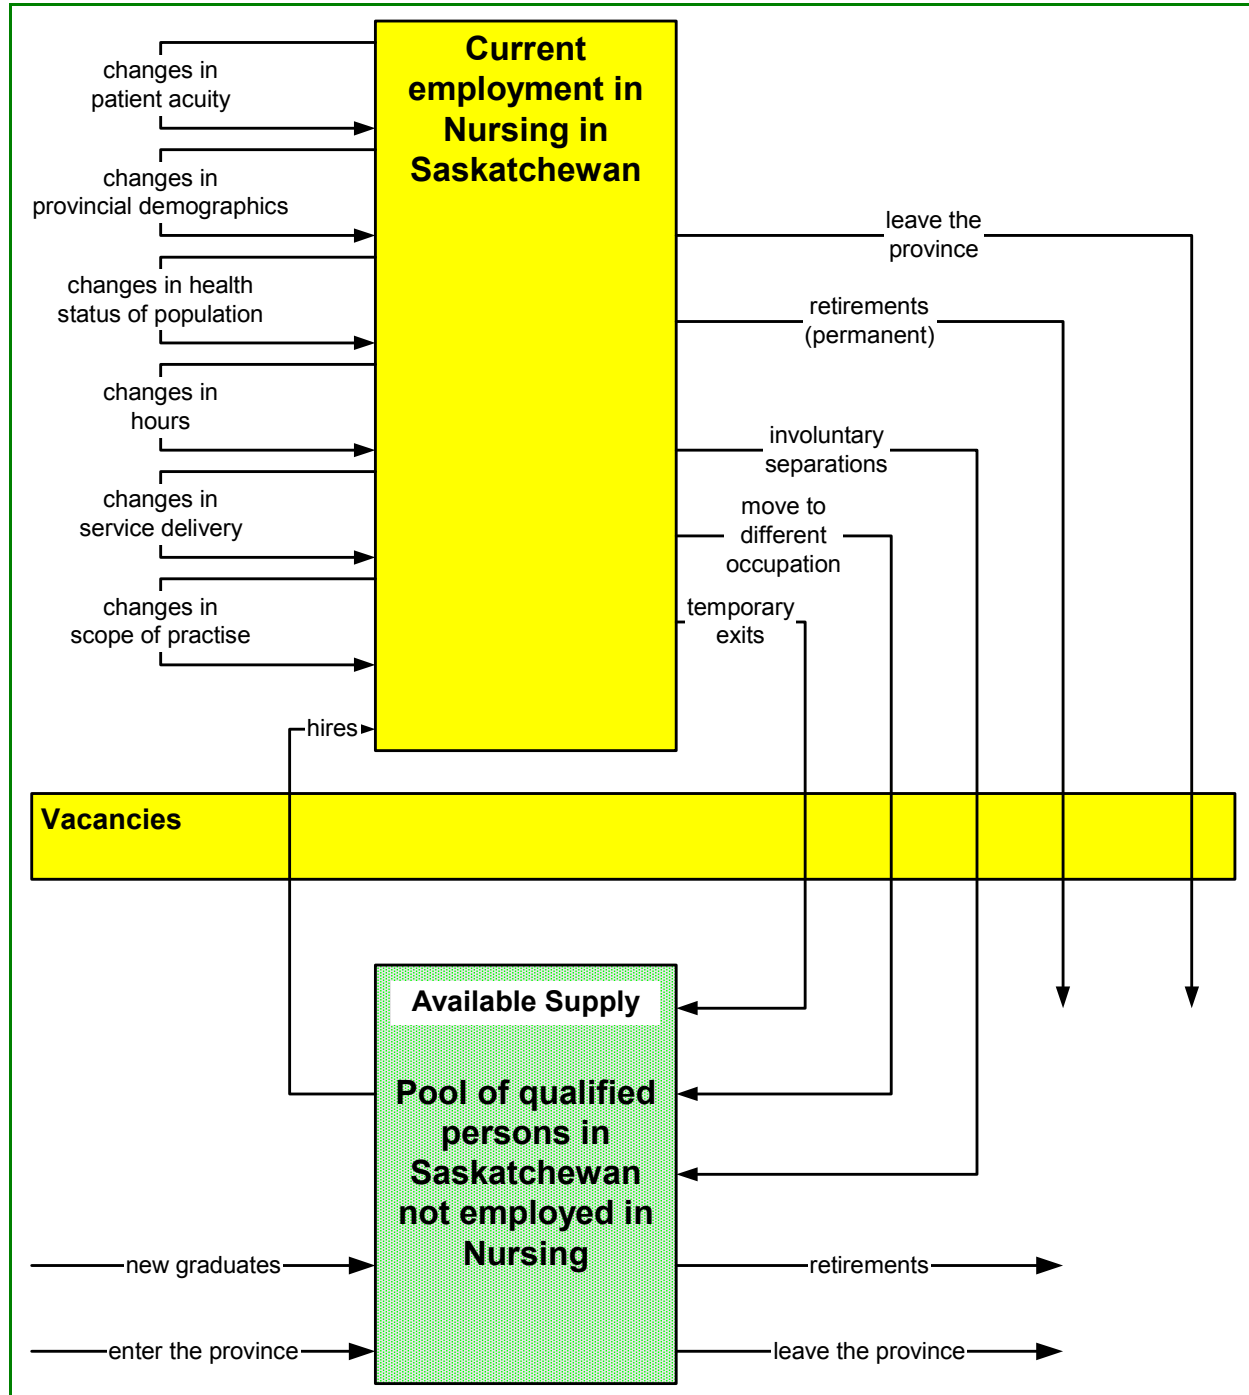 Current
employment in
Nursing in
Saskatchewan
changes in
patient acuity
changes in
provincial demographics
changes in health
status of population
changes in
hours
changes in
service delivery
changes in
scope of practise
hires
leave the
province
retirements
(permanent)
involuntary
separations
move to
different
occupation
temporary
exits
Vacancies
Available Supply
Pool of qualified
persons in
Saskatchewan
not employed in
Nursing
new graduates
enter the province
retirements
leave the province